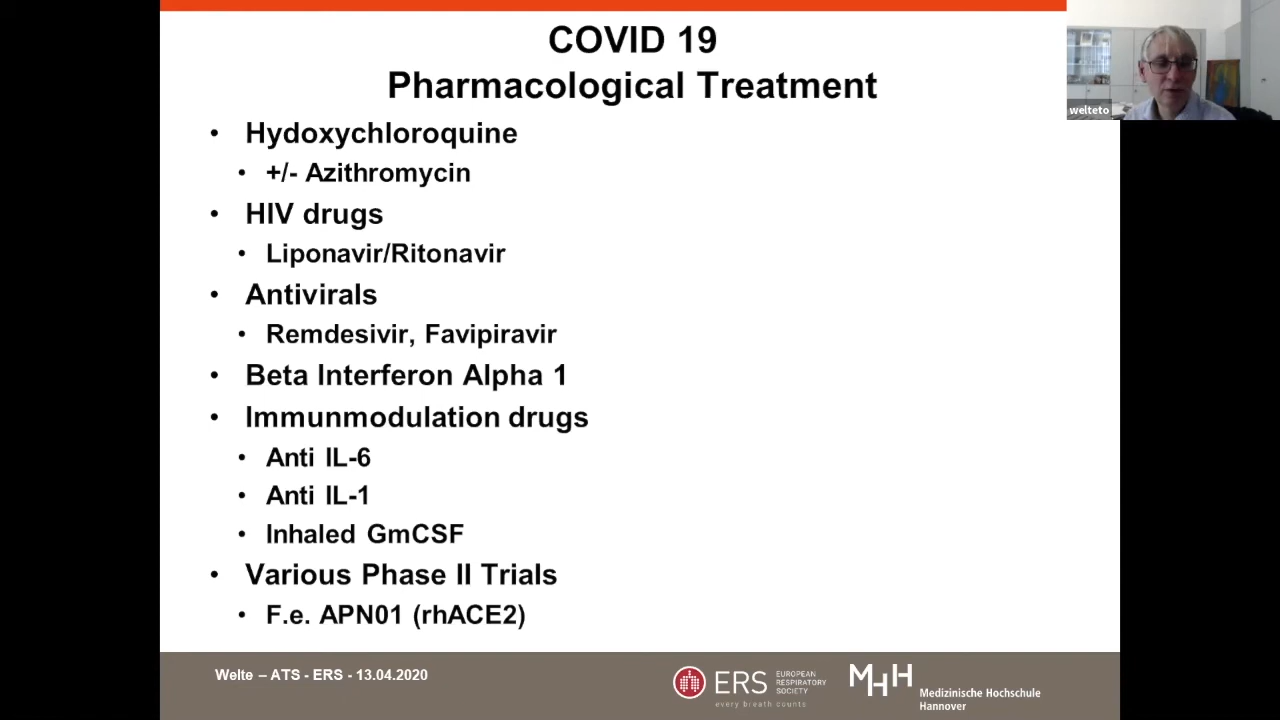 COVID 19
Pharmacological Treatment
welteto
• Hydoxychloroquine
• +/- Azithromycin
• HIV drugs
• Liponavir/Ritonavir
• Antivirals
• Remdesivir, Favipiravir
• Beta Interferon Alpha 1
• Immunmodulation drugs
• Anti IL-6
• Anti IL-1
• Inhaled GmCSF
• Various Phase II Trials
• F.e. APN01 (rhACE2)
Welte – ATS - ERS - 13.04.2020
ERS
EUROPEAN
RESPIRATORY
SOCIETY
every breath counts
MHH
Medizinische Hochschule
Hannover